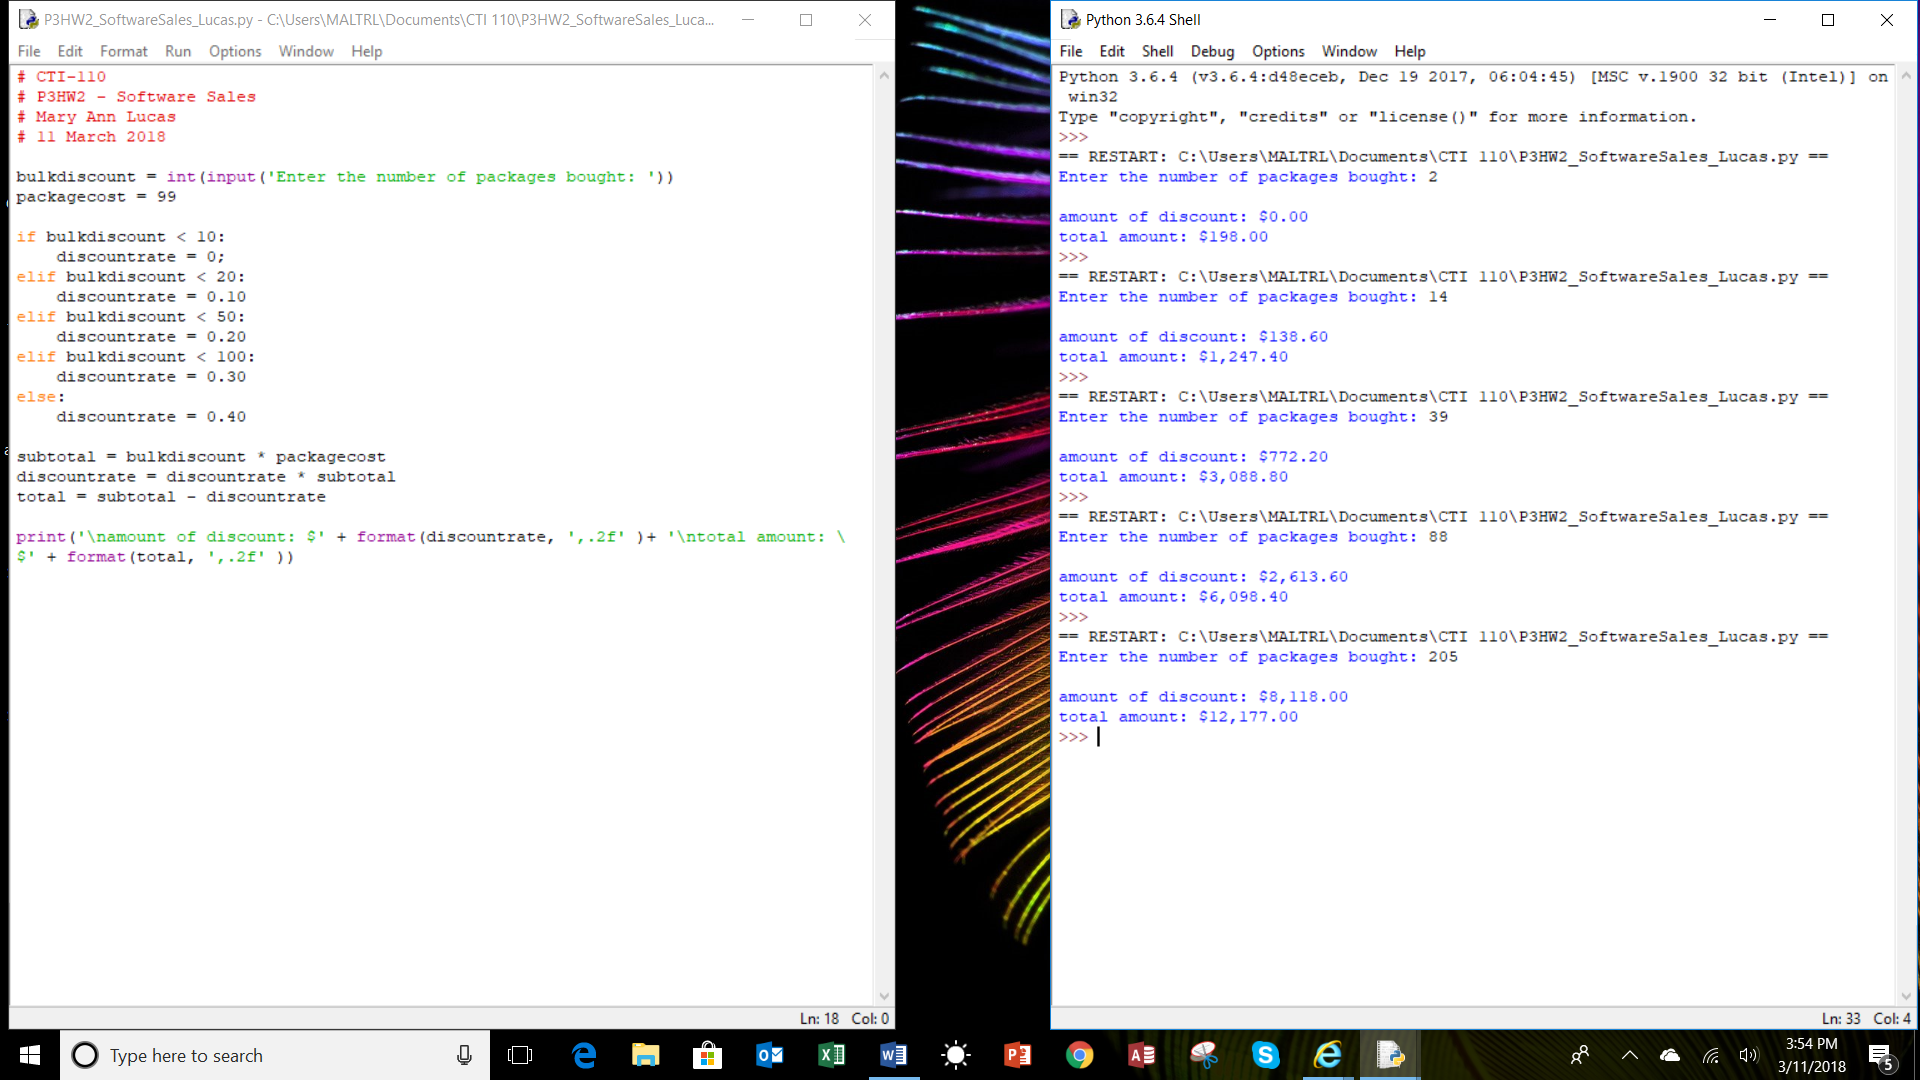 P3HW2_SoftwareSales_Lucas.py - C:\Users\MALTRL\Documents\CTI 110\P3HW2_SoftwareSales_Luca...
File Edit Format Run Options Window Help
# CTI-110
# P3HW2 - Software Sales
# Mary Ann Lucas
# 11 March 2018
bulkdiscount = int(input('Enter the number of packages bought: '))
packagecost = 99
if bulkdiscount < 10:
    discountrate = 0;
elif bulkdiscount < 20:
    discountrate = 0.10
elif bulkdiscount < 50:
    discountrate = 0.20
elif bulkdiscount < 100:
    discountrate = 0.30
else:
    discountrate = 0.40
subtotal = bulkdiscount * packagecost
discountrate = discountrate * subtotal
total = subtotal - discountrate
print('\namount of discount: $' + format(discountrate, ',.2f' )+ '\ntotal amount: \
$' + format(total, ',.2f' ))
Ln: 18 Col: 0
Python 3.6.4 Shell
File Edit Shell Debug Options Window Help
Python 3.6.4 (v3.6.4:d48eceb, Dec 19 2017, 06:04:45) [MSC v.1900 32 bit (Intel)] on
 win32
Type "copyright", "credits" or "license()" for more information.
>>>
== RESTART: C:\Users\MALTRL\Documents\CTI 110\P3HW2_SoftwareSales_Lucas.py ==
Enter the number of packages bought: 2
amount of discount: $0.00
total amount: $198.00
>>>
== RESTART: C:\Users\MALTRL\Documents\CTI 110\P3HW2_SoftwareSales_Lucas.py ==
Enter the number of packages bought: 14
amount of discount: $138.60
total amount: $1,247.40
>>>
== RESTART: C:\Users\MALTRL\Documents\CTI 110\P3HW2_SoftwareSales_Lucas.py ==
Enter the number of packages bought: 39
amount of discount: $772.20
total amount: $3,088.80
>>>
== RESTART: C:\Users\MALTRL\Documents\CTI 110\P3HW2_SoftwareSales_Lucas.py ==
Enter the number of packages bought: 88
amount of discount: $2,613.60
total amount: $6,098.40
>>>
== RESTART: C:\Users\MALTRL\Documents\CTI 110\P3HW2_SoftwareSales_Lucas.py ==
Enter the number of packages bought: 205
amount of discount: $8,118.00
total amount: $12,177.00
>>>
Ln: 33 Col: 4
Type here to search
3:54 PM
3/11/2018
5